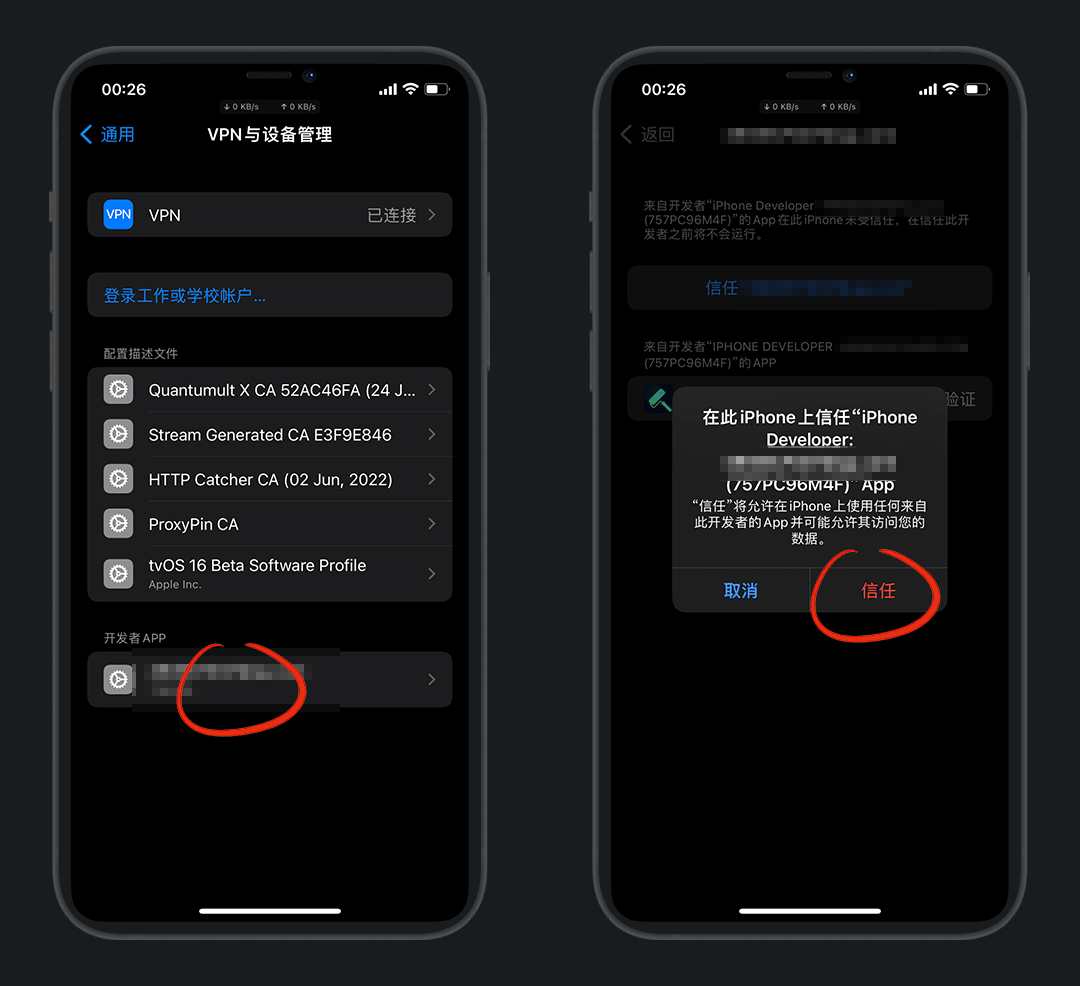 00:26
↓ 0 KB/s ↑ 0 KB/s
通用
VPN与设备管理
VPN
VPN
已连接
登录工作或学校帐户...
配置描述文件
Quantumult X CA 52AC46FA (24 J...
Stream Generated CA E3F9E846
HTTP Catcher CA (02 Jun, 2022)
ProxyPin CA
tvOS 16 Beta Software Profile
Apple Inc.
开发者 APP
00:26
↓ 0 KB/s ↑ 0 KB/s
返回
来自开发者“iPhone Developer
(757PC96M4F)”的 App 在此 iPhone 未受信任，在信任此开
发者之前将不会运行。
信任
来自开发者“IPHONE DEVELOPER
(757PC96M4F)”的 APP
验证
在此 iPhone 上信任“iPhone
Developer:
(757PC96M4F)” App
“信任”将允许在 iPhone 上使用任何来自
此开发者的 App 并可能允许其访问您的
数据。
取消
信任